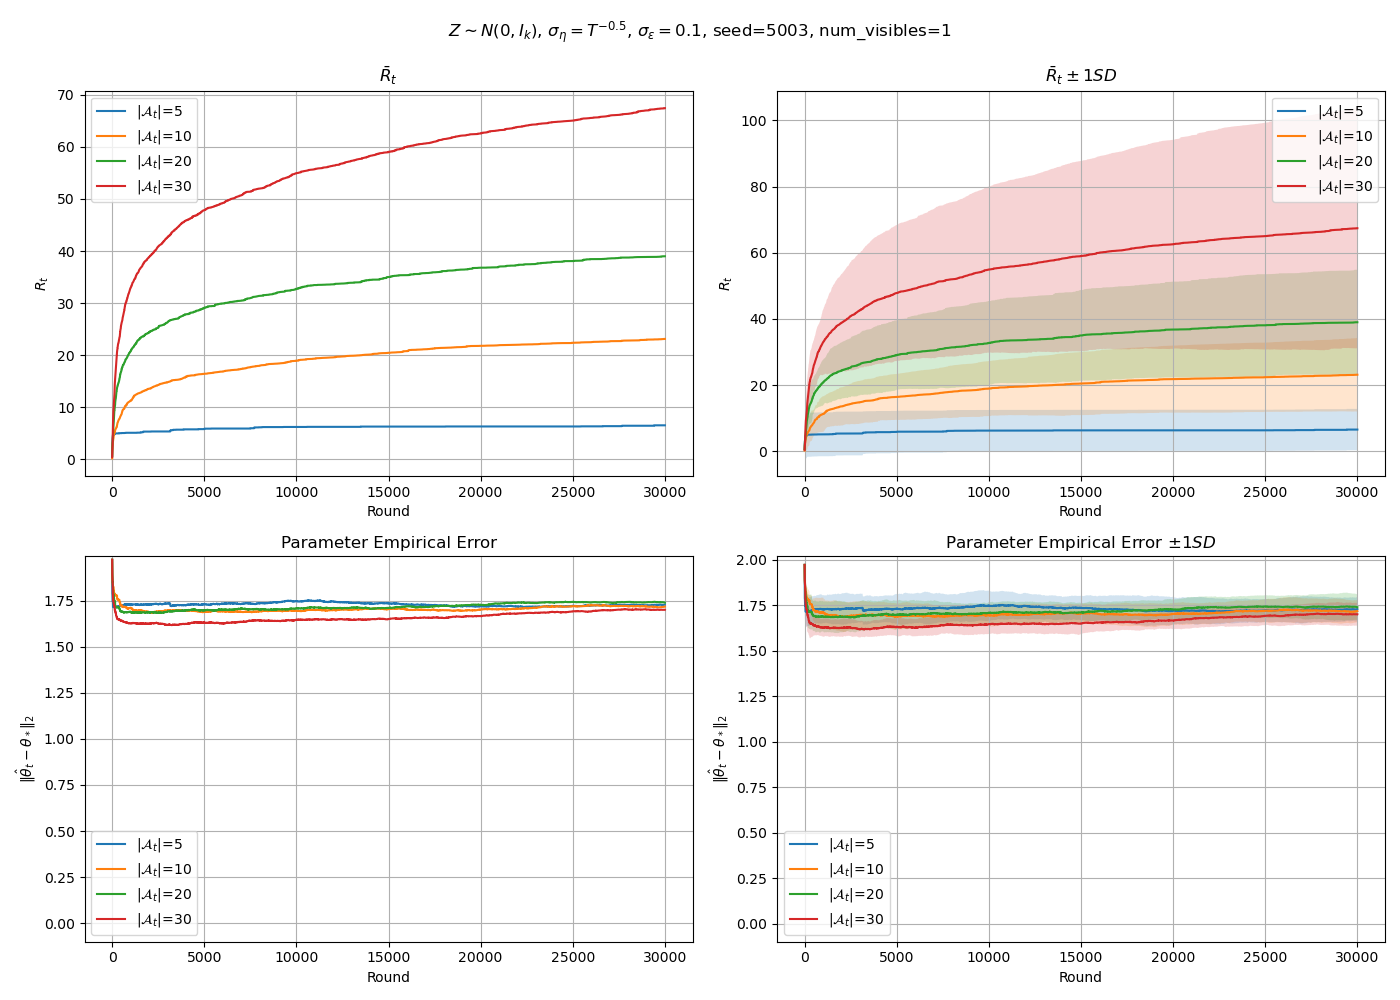 Z ∼ N(0, I_k), σ_η = T^{−0.5}, σ_ε = 0.1, seed=5003, num_visibles=1
R̄_t
R_t
70
60
50
40
30
20
10
0
|𝒜_t|=5
|𝒜_t|=10
|𝒜_t|=20
|𝒜_t|=30
0 5000 10000 15000 20000 25000 30000
Round
R̄_t ± 1SD
R_t
100
80
60
40
20
0
|𝒜_t|=5
|𝒜_t|=10
|𝒜_t|=20
|𝒜_t|=30
0 5000 10000 15000 20000 25000 30000
Round
Parameter Empirical Error
‖θ̂_t − θ_*‖_2
1.75
1.50
1.25
1.00
0.75
0.50
0.25
0.00
|𝒜_t|=5
|𝒜_t|=10
|𝒜_t|=20
|𝒜_t|=30
0 5000 10000 15000 20000 25000 30000
Round
Parameter Empirical Error ±1SD
‖θ̂_t − θ_*‖_2
2.00
1.75
1.50
1.25
1.00
0.75
0.50
0.25
0.00
|𝒜_t|=5
|𝒜_t|=10
|𝒜_t|=20
|𝒜_t|=30
0 5000 10000 15000 20000 25000 30000
Round